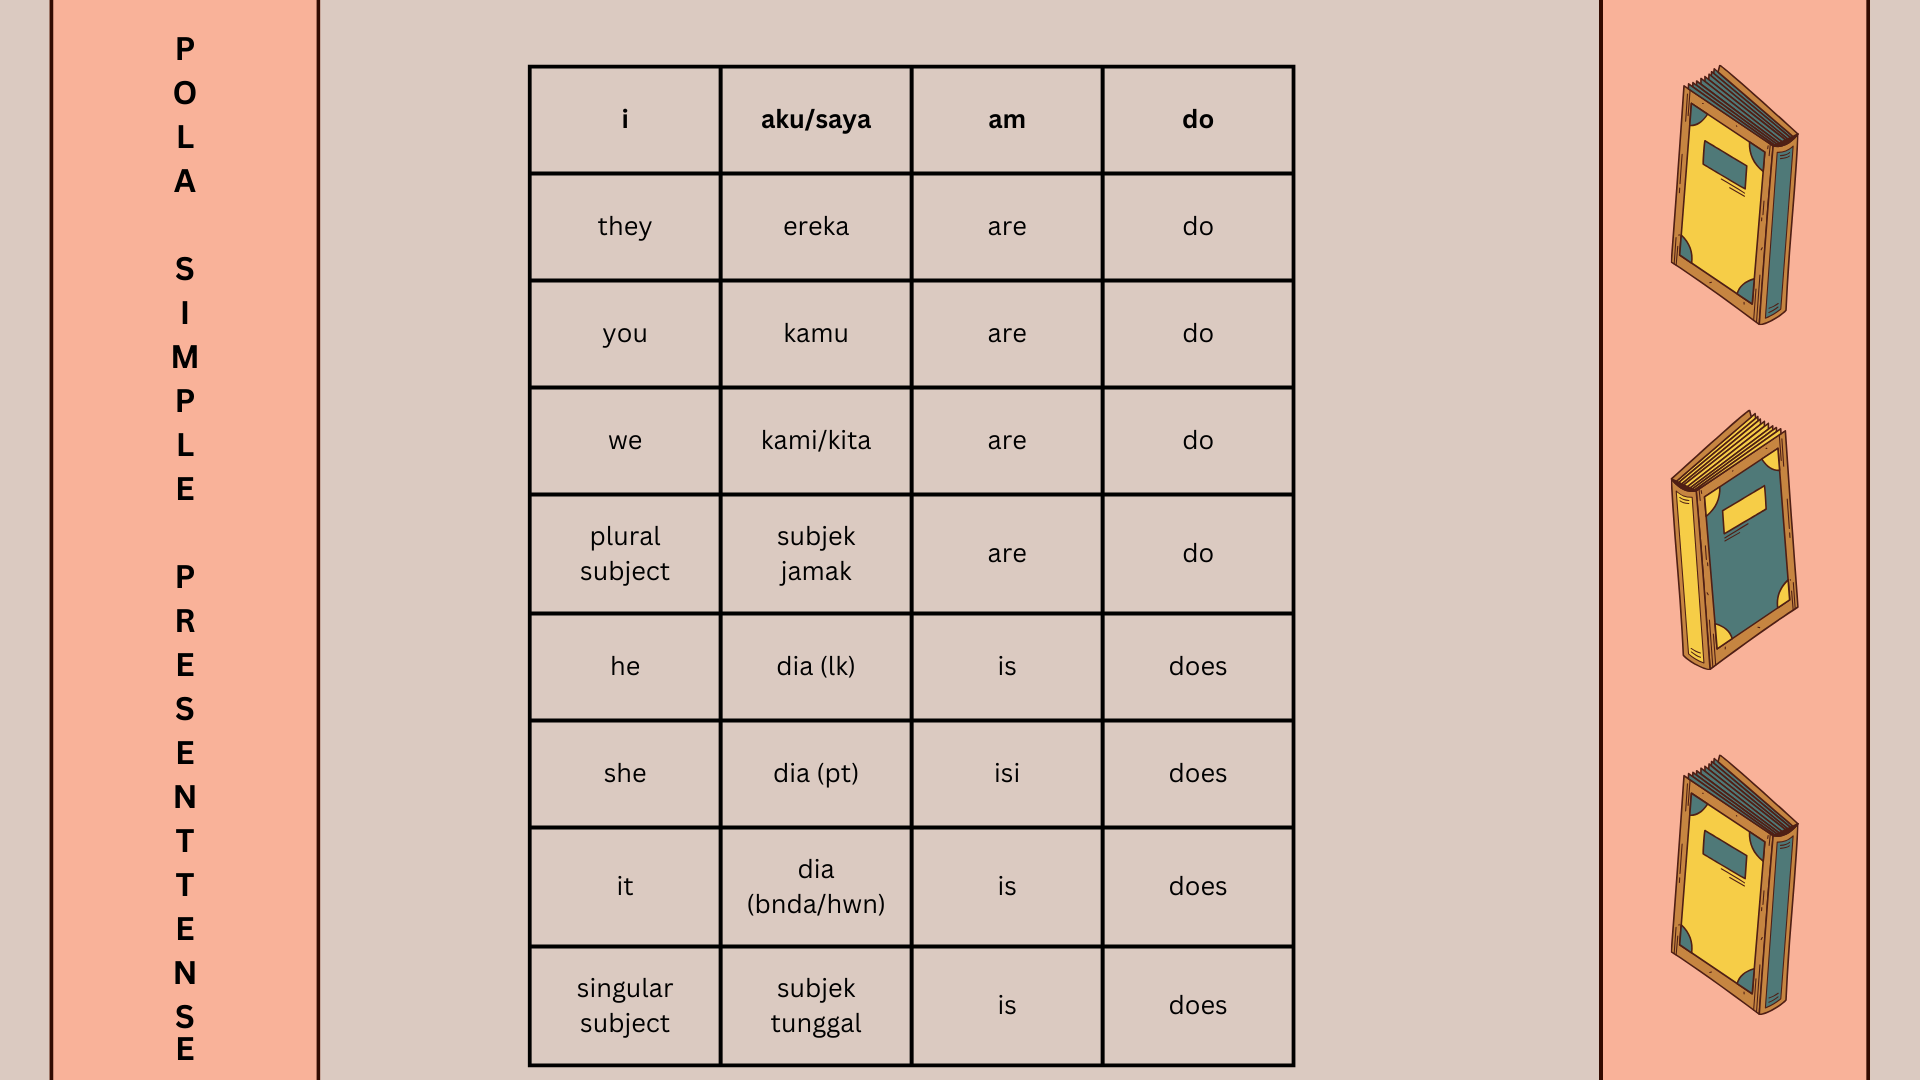 POLA SIMPLE PRESENT TENSE
i aku/saya am do
they ereka are do
you kamu are do
we kami/kita are do
plural subject subjek jamak are do
he dia (lk) is does
she dia (pt) isi does
it dia (bnda/hwn) is does
singular subject subjek tunggal is does